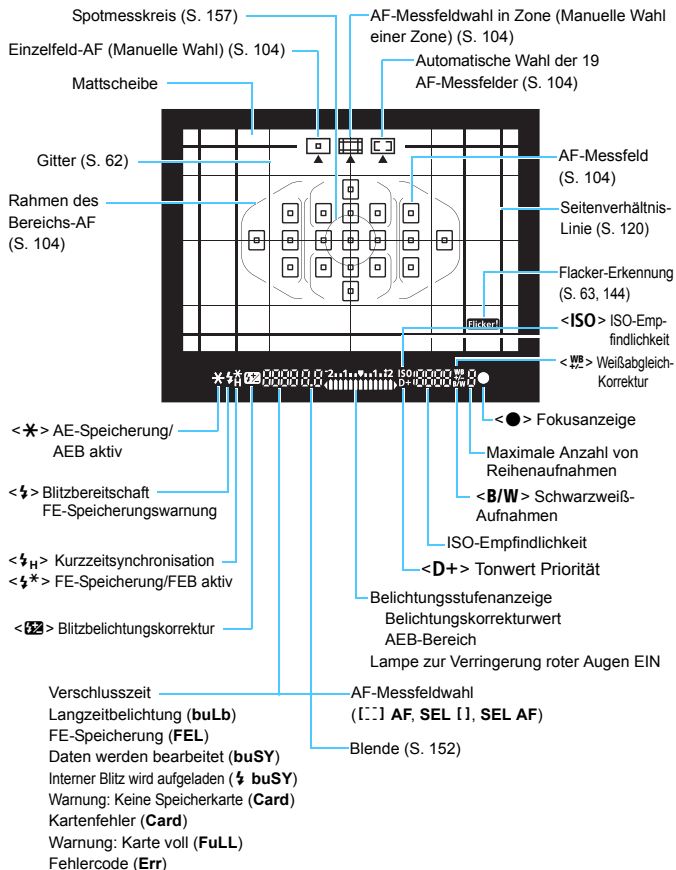 Spotmesskreis (S. 157)
AF-Messfeldwahl in Zone (Manuelle Wahl
einer Zone) (S. 104)
Einzelfeld-AF (Manuelle Wahl) (S. 104)
Automatische Wahl der 19
AF-Messfelder (S. 104)
Mattscheibe
Gitter (S. 62)
AF-Messfeld
(S. 104)
Rahmen des
Bereichs-AF
(S. 104)
Seitenverhältnis-
Linie (S. 120)
Flacker-Erkennung
(S. 63, 144)
Flicker!
<ISO> ISO-Emp-
findlichkeit
<WB +/-> Weißabgleich-
Korrektur
-2..1..▼..1.:2 ISO D+ WB +/- B/W
<●> Fokusanzeige
<✱> AE-Speicherung/
AEB aktiv
Maximale Anzahl von
Reihenaufnahmen
<⚡> Blitzbereitschaft
FE-Speicherungswarnung
<B/W> Schwarzweiß-
Aufnahmen
ISO-Empfindlichkeit
<⚡H> Kurzzeitsynchronisation
<⚡*> FE-Speicherung/FEB aktiv
<D+> Tonwert Priorität
Belichtungsstufenanzeige
Belichtungskorrekturwert
AEB-Bereich
Lampe zur Verringerung roter Augen EIN
<⚡±> Blitzbelichtungskorrektur
Verschlusszeit
Langzeitbelichtung (buLb)
FE-Speicherung (FEL)
Daten werden bearbeitet (buSY)
Interner Blitz wird aufgeladen (⚡ buSY)
Warnung: Keine Speicherkarte (Card)
Kartenfehler (Card)
Warnung: Karte voll (FuLL)
Fehlercode (Err)
AF-Messfeldwahl
([ ] AF, SEL [ ], SEL AF)
Blende (S. 152)